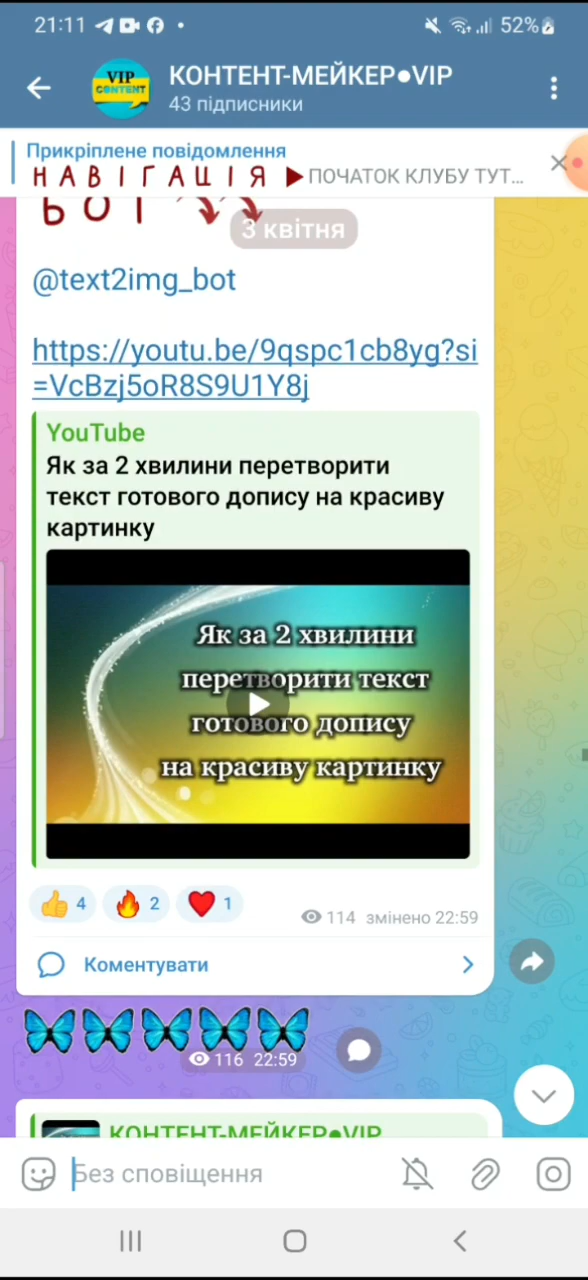 21:11
52%
VIP
CONTENT
КОНТЕНТ-МЕЙКЕР●VIP
43 підписники
Прикріплене повідомлення
НАВІГАЦІЯ ▶ ПОЧАТОК КЛУБУ ТУТ...
БОТ
3 квітня
@text2img_bot
https://youtu.be/9qspc1cb8yg?si
=VcBzj5oR8S9U1Y8j
YouTube
Як за 2 хвилини перетворити
текст готового допису на красиву
картинку
Як за 2 хвилини
перетворити текст
готового допису
на красиву картинку
4
2
1
114 змінено 22:59
Коментувати
116 22:59
КОНТЕНТ-МЕЙКЕР●VIP
Без сповіщення